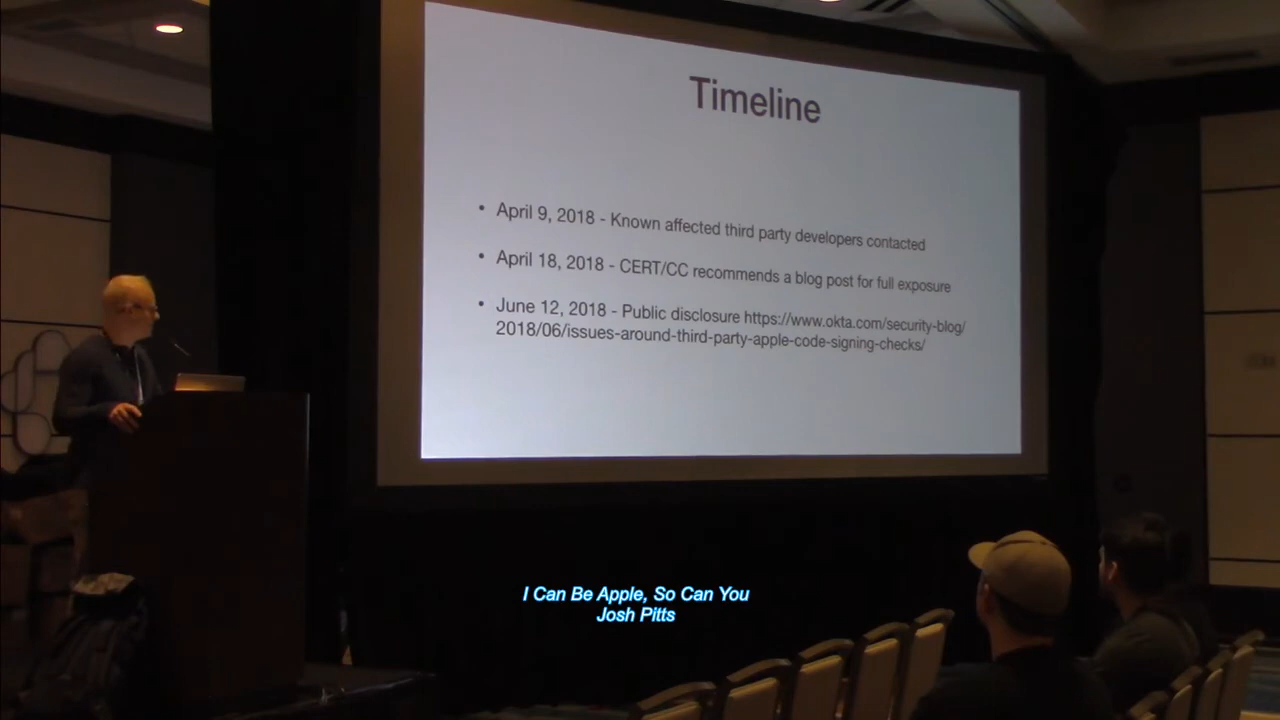 Timeline
• April 9, 2018 - Known affected third party developers contacted
• April 18, 2018 - CERT/CC recommends a blog post for full exposure
• June 12, 2018 - Public disclosure https://www.okta.com/security-blog/
2018/06/issues-around-third-party-apple-code-signing-checks/
I Can Be Apple, So Can You
Josh Pitts